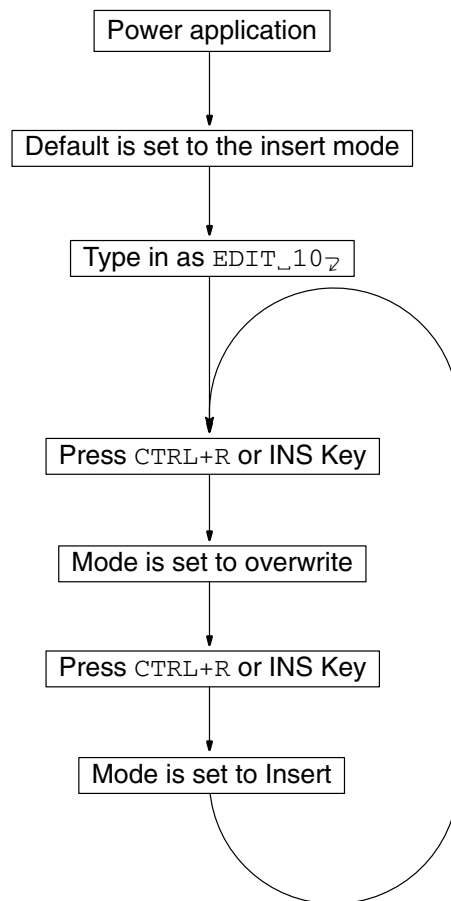 Power application
Default is set to the insert mode
Type in as EDIT␣10⤦
Press CTRL+R or INS Key
Mode is set to overwrite
Press CTRL+R or INS Key
Mode is set to Insert